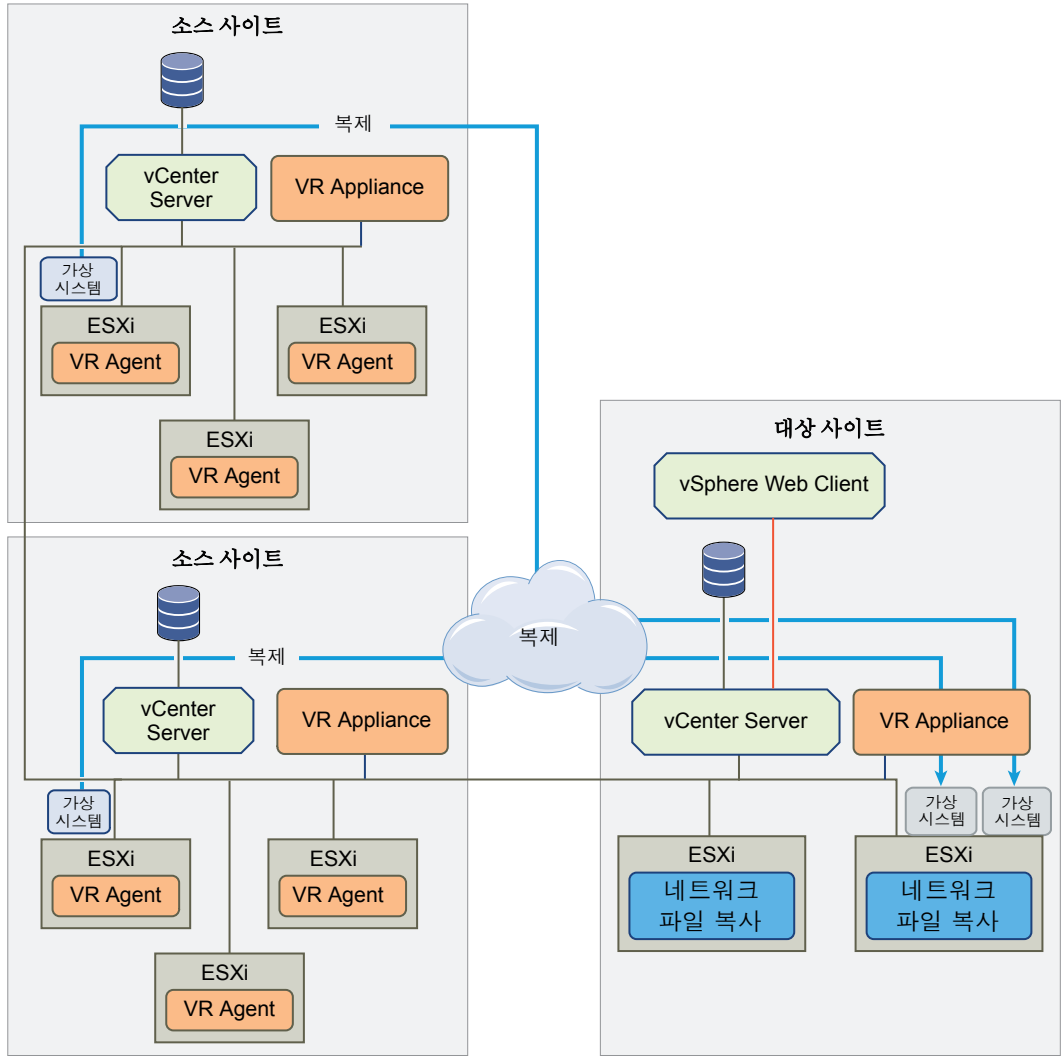 소스 사이트
복제
vCenter
Server
VR Appliance
가상
시스템
ESXi
VR Agent
ESXi
VR Agent
ESXi
VR Agent
소스 사이트
복제
vCenter
Server
VR Appliance
가상
시스템
ESXi
VR Agent
ESXi
VR Agent
ESXi
VR Agent
복제
대상 사이트
vSphere Web Client
vCenter Server
VR Appliance
가상
시스템
가상
시스템
ESXi
네트워크
파일 복사
ESXi
네트워크
파일 복사